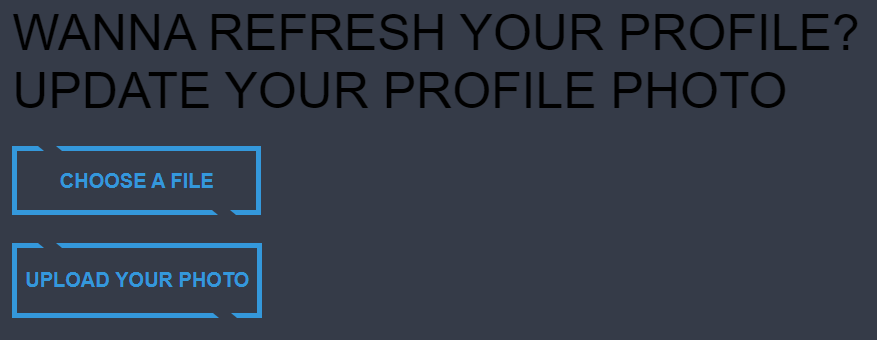 WANNA REFRESH YOUR PROFILE?
UPDATE YOUR PROFILE PHOTO
CHOOSE A FILE
UPLOAD YOUR PHOTO